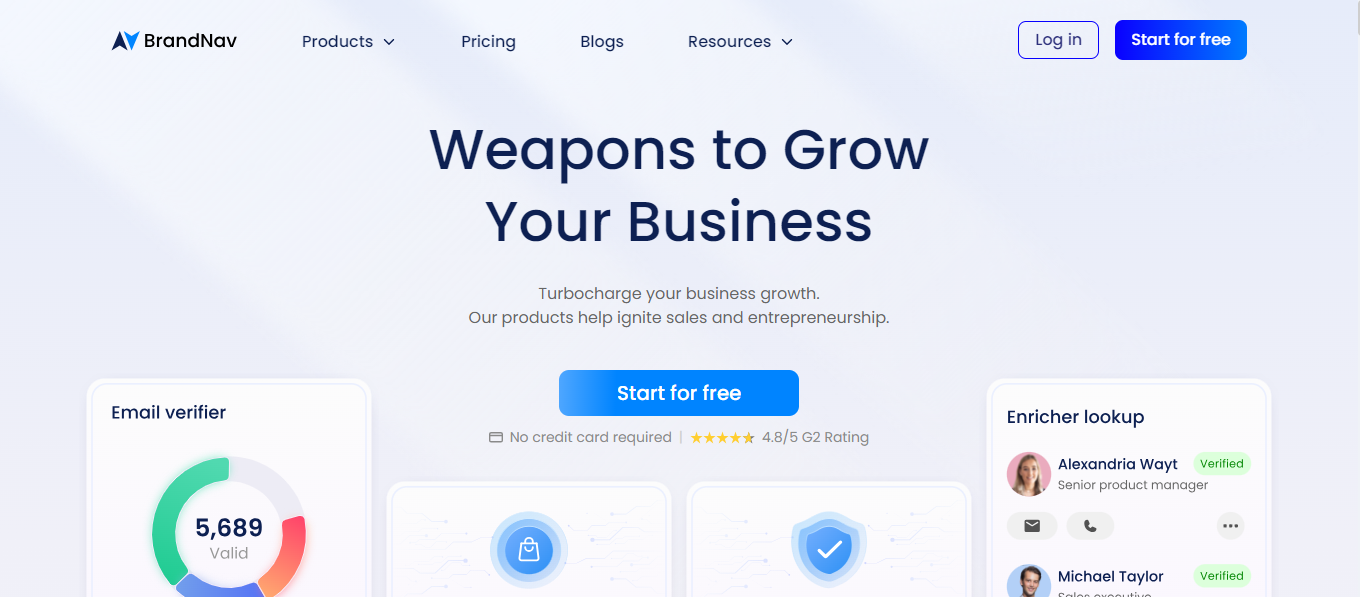 BrandNav
Products
Pricing
Blogs
Resources
Log in
Start for free
Weapons to Grow
Your Business
Turbocharge your business growth.
Our products help ignite sales and entrepreneurship.
Start for free
No credit card required | 4.8/5 G2 Rating
Email verifier
5,689
Valid
Enricher lookup
Alexandria Wayt
Verified
Senior product manager
Michael Taylor
Verified
Sales executive